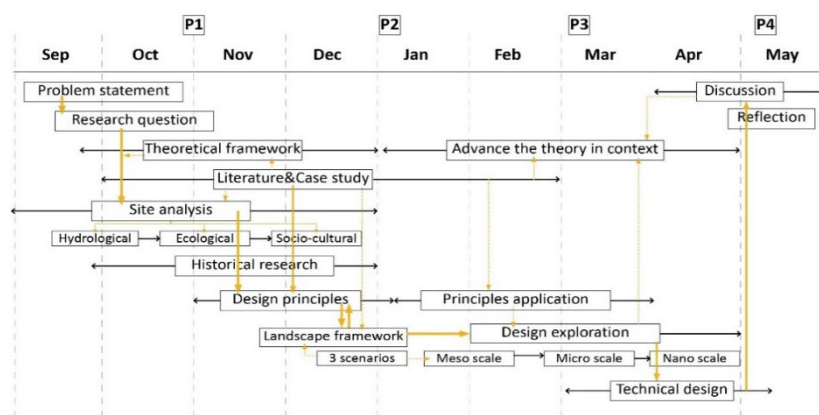 P1 P2 P3 P4
Sep Oct Nov Dec Jan Feb Mar Apr May
Problem statement Discussion
Research question Reflection
Theoretical framework Advance the theory in context
Literature&Case study
Site analysis
Hydrological Ecological Socio-cultural
Historical research
Design principles Principles application
Landscape framework Design exploration
3 scenarios Meso scale Micro scale Nano scale
Technical design